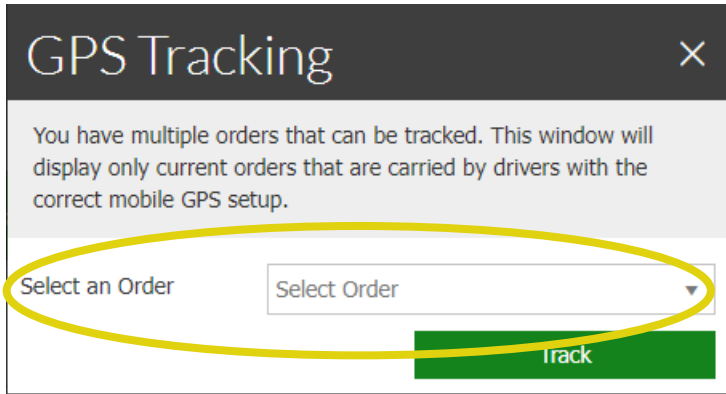 GPS Tracking
You have multiple orders that can be tracked. This window will
display only current orders that are carried by drivers with the
correct mobile GPS setup.
Select an Order
Select Order
Track